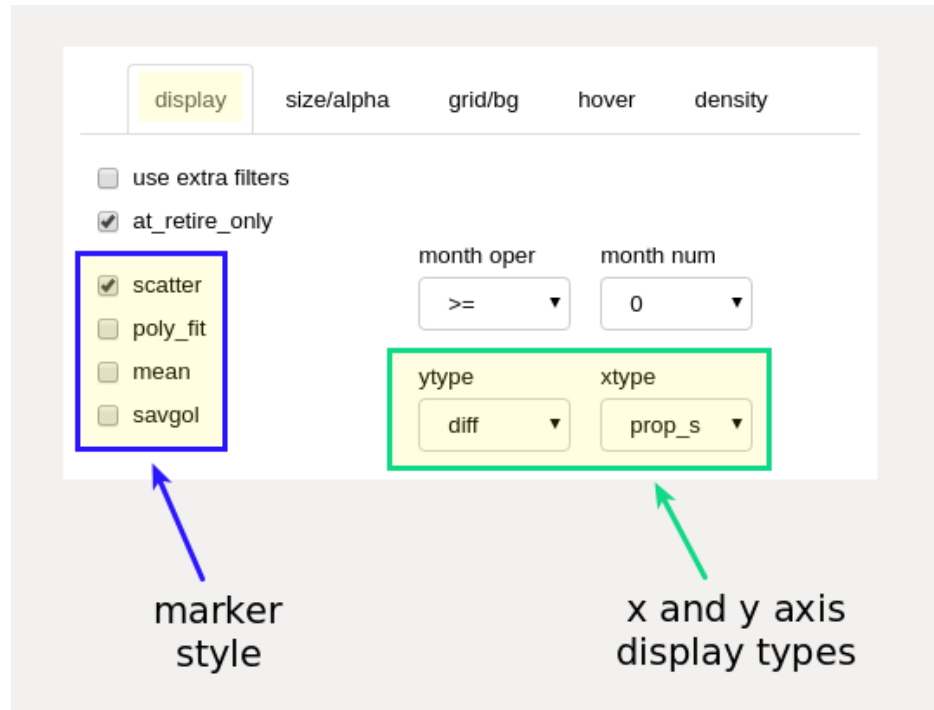 display size/alpha grid/bg hover density
use extra filters
at_retire_only
month oper month num
scatter
>= 0
poly_fit
mean
ytype xtype
savgol
diff prop_s
marker
style
x and y axis
display types